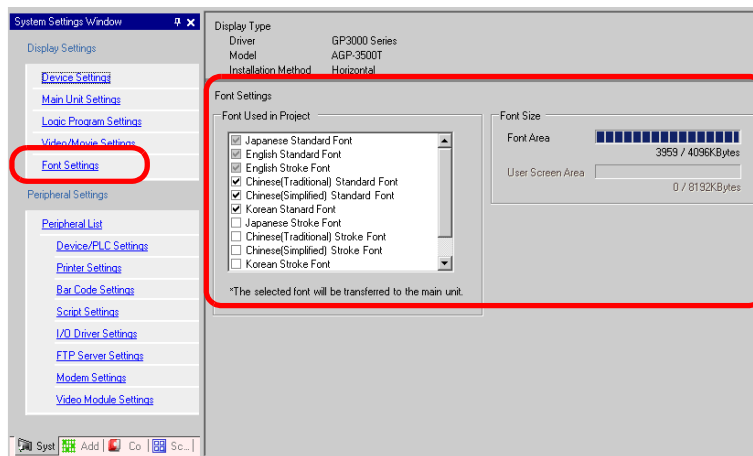 System Settings Window
Display Settings
Device Settings
Main Unit Settings
Logic Program Settings
Video/Movie Settings
Font Settings
Peripheral Settings
Peripheral List
Device/PLC Settings
Printer Settings
Bar Code Settings
Script Settings
I/O Driver Settings
FTP Server Settings
Modem Settings
Video Module Settings
Syst Add Co Sc...
Display Type
Driver GP3000 Series
Model AGP-3500T
Installation Method Horizontal
Font Settings
Font Used in Project
Japanese Standard Font
English Standard Font
English Stroke Font
Chinese(Traditional) Standard Font
Chinese(Simplified) Standard Font
Korean Stanard Font
Japanese Stroke Font
Chinese(Traditional) Stroke Font
Chinese(Simplified) Stroke Font
Korean Stroke Font
*The selected font will be transferred to the main unit.
Font Size
Font Area
3959 / 4096KBytes
User Screen Area
0 / 8192KBytes